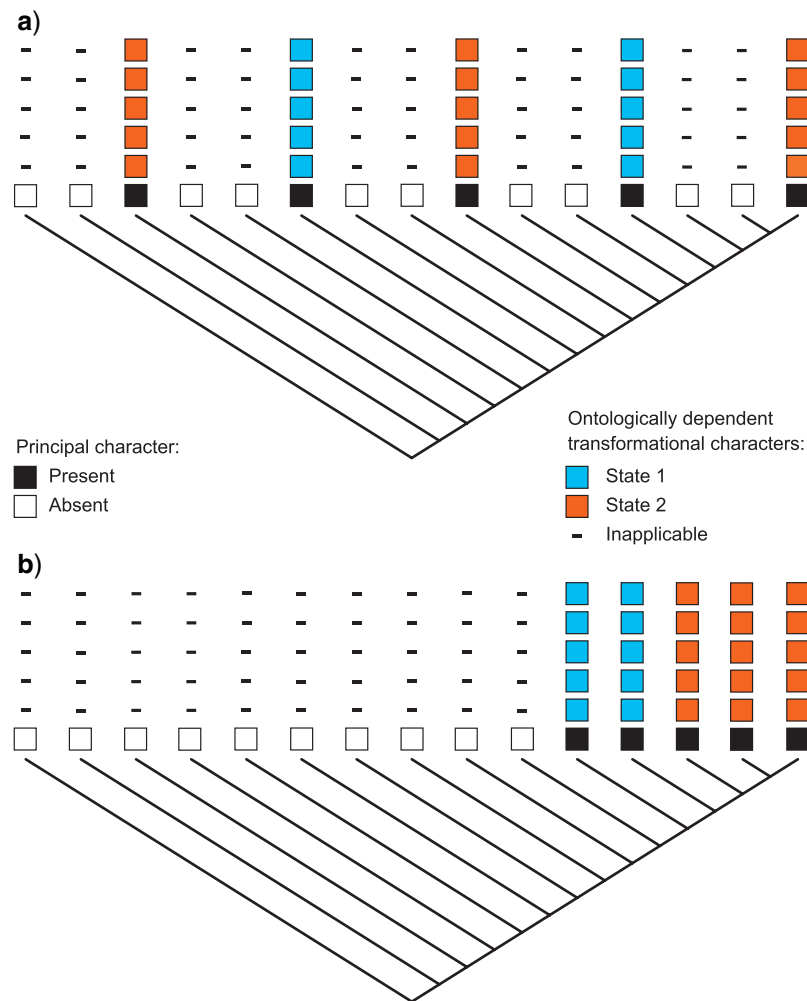 a)
Principal character:
Present
Absent
Ontologically dependent
transformational characters:
State 1
State 2
Inapplicable
b)